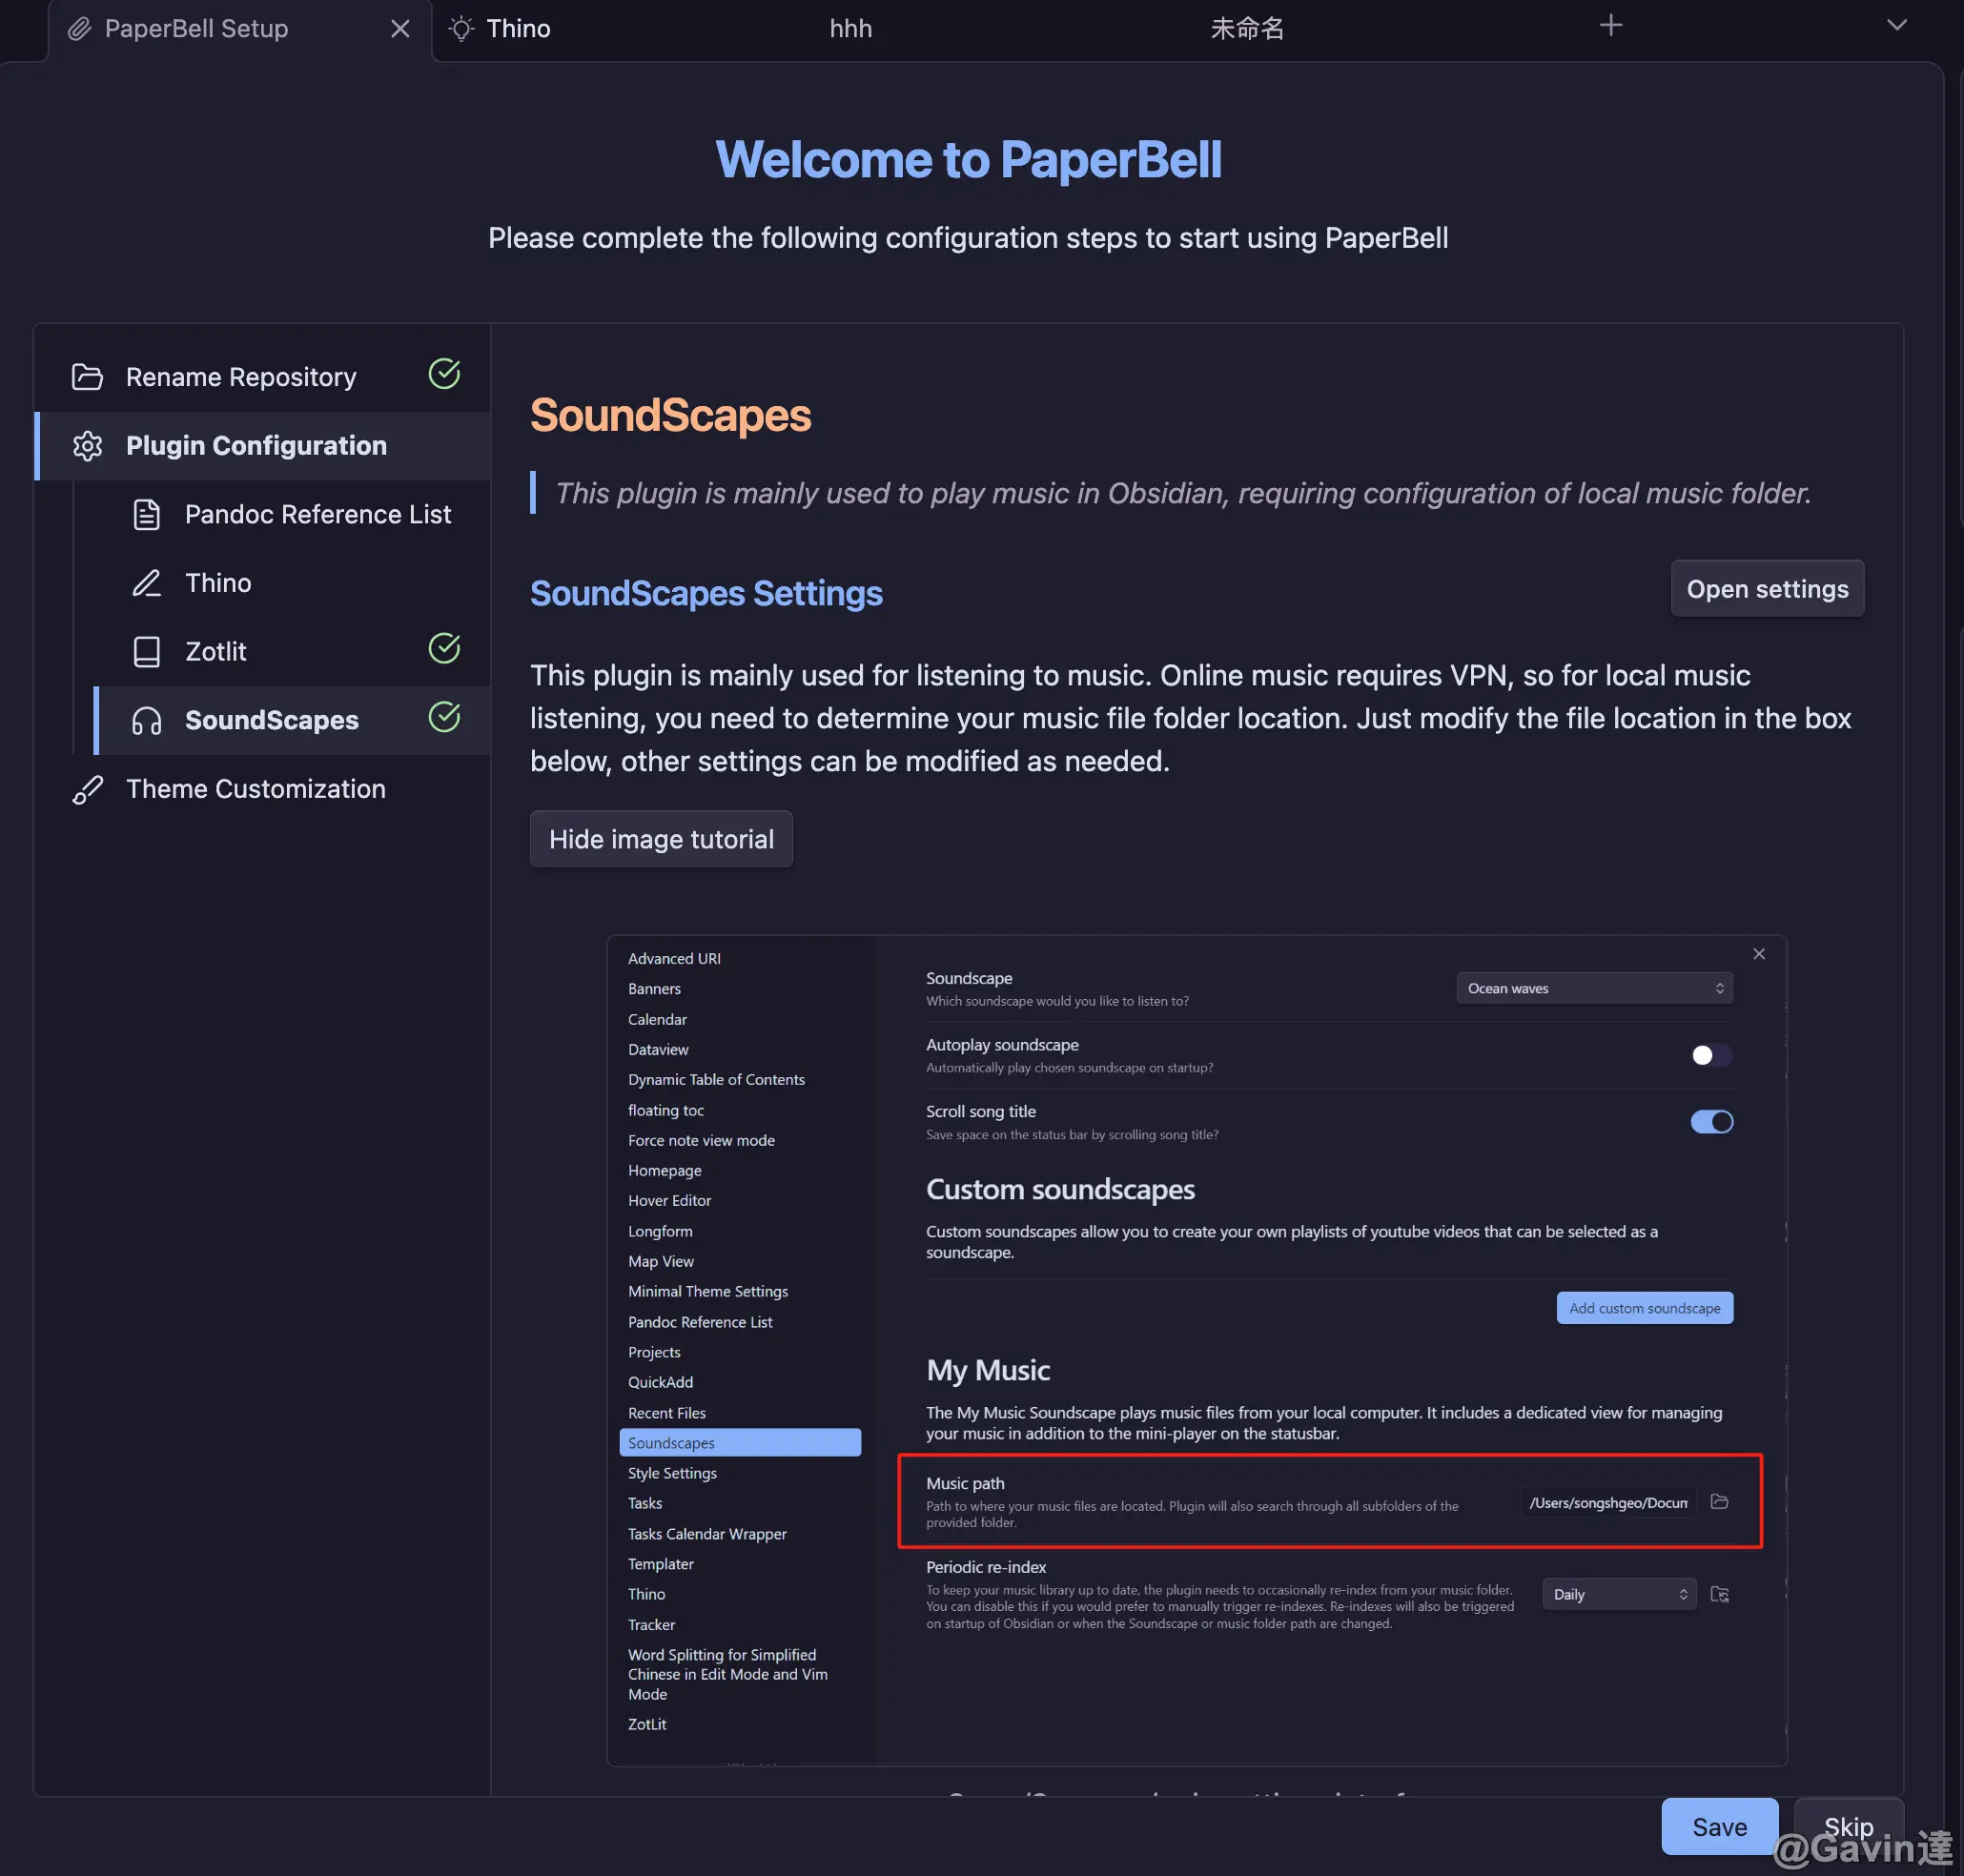 PaperBell Setup
Thino
hhh
未命名
Welcome to PaperBell
Please complete the following configuration steps to start using PaperBell
Rename Repository
Plugin Configuration
Pandoc Reference List
Thino
Zotlit
SoundScapes
Theme Customization
SoundScapes
This plugin is mainly used to play music in Obsidian, requiring configuration of local music folder.
SoundScapes Settings
Open settings
This plugin is mainly used for listening to music. Online music requires VPN, so for local music
listening, you need to determine your music file folder location. Just modify the file location in the box
below, other settings can be modified as needed.
Hide image tutorial
Advanced URI
Banners
Calendar
Dataview
Dynamic Table of Contents
floating toc
Force note view mode
Homepage
Hover Editor
Longform
Map View
Minimal Theme Settings
Pandoc Reference List
Projects
QuickAdd
Recent Files
Soundscapes
Style Settings
Tasks
Tasks Calendar Wrapper
Templater
Thino
Tracker
Word Splitting for Simplified
Chinese in Edit Mode and Vim
Mode
ZotLit
Soundscape
Which soundscape would you like to listen to?
Ocean waves
Autoplay soundscape
Automatically play chosen soundscape on startup?
Scroll song title
Save space on the status bar by scrolling song title?
Custom soundscapes
Custom soundscapes allow you to create your own playlists of youtube videos that can be selected as a
soundscape.
Add custom soundscape
My Music
The My Music Soundscape plays music files from your local computer. It includes a dedicated view for managing
your music in addition to the mini-player on the statusbar.
Music path
Path to where your music files are located. Plugin will also search through all subfolders of the
provided folder.
/Users/songshgeo/Docum
Periodic re-index
To keep your music library up to date, the plugin needs to occasionally re-index from your music folder.
You can disable this if you would prefer to manually trigger re-indexes. Re-indexes will also be triggered
on startup of Obsidian or when the Soundscape or music folder path are changed.
Daily
Save
Skip
@Gavin達